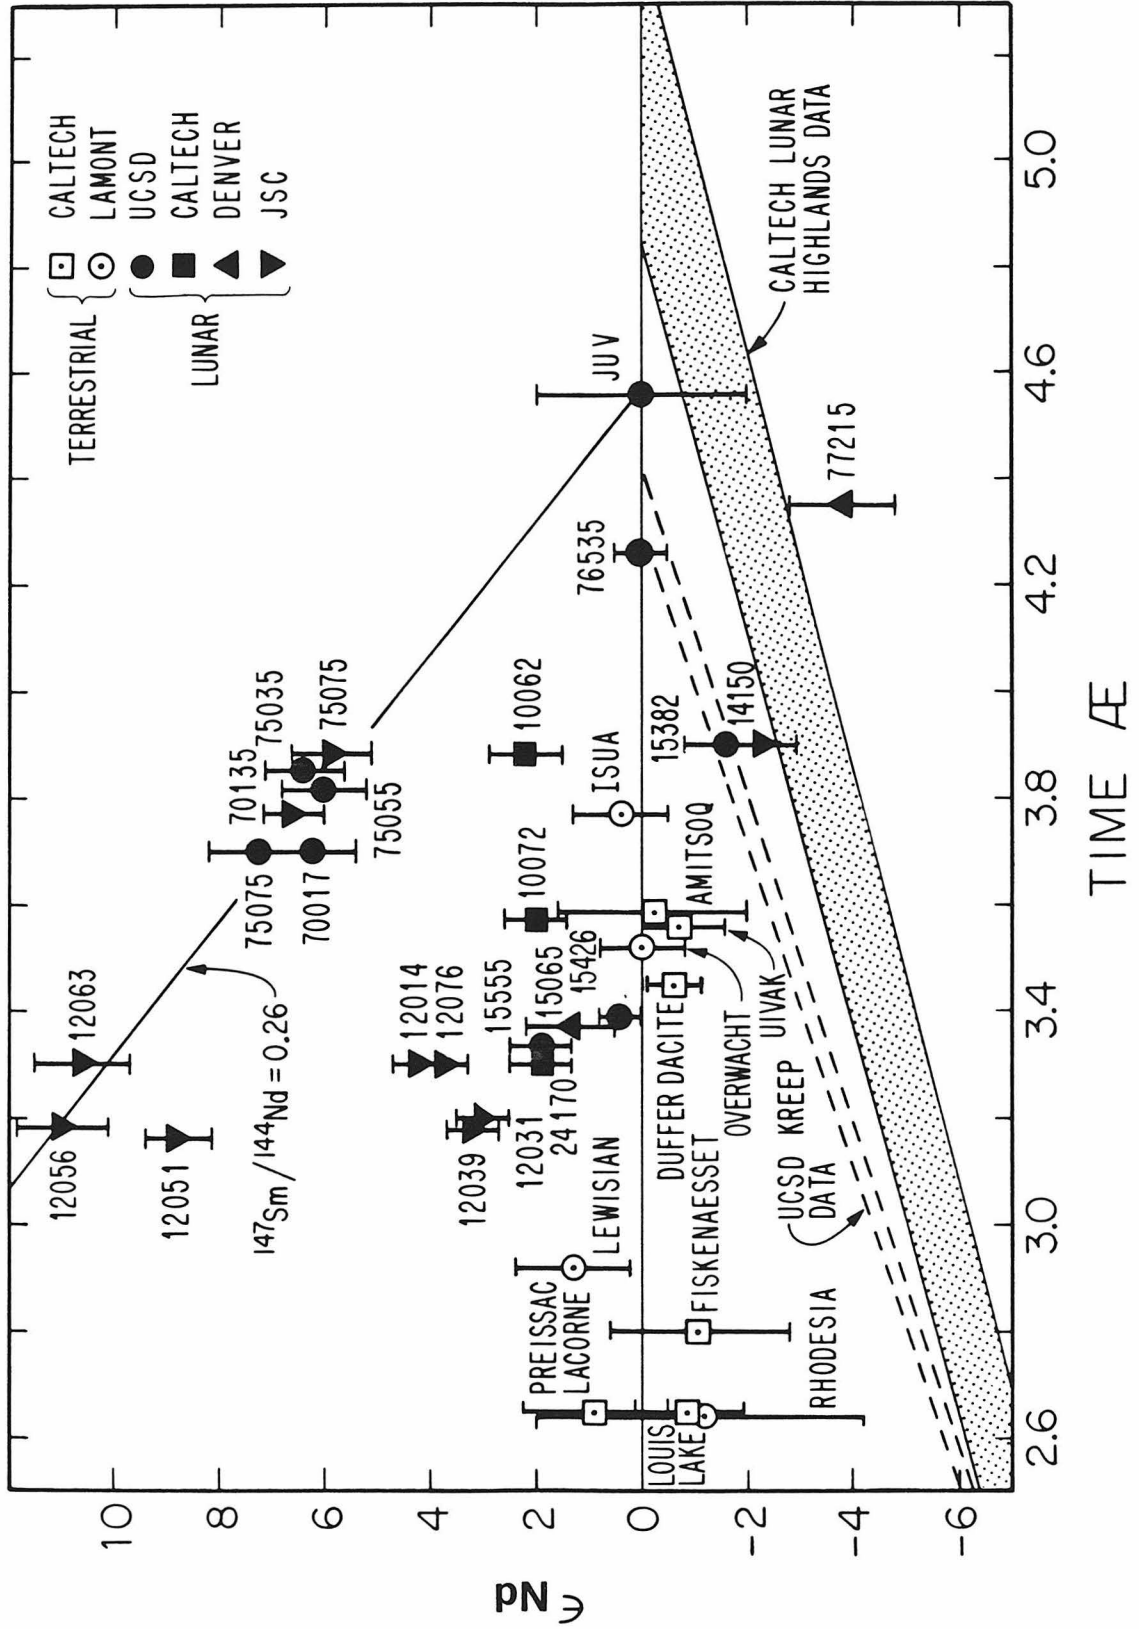 TERRESTRIAL
CALTECH
LAMONT
LUNAR
UCSD
CALTECH
DENVER
JSC
12063
12056
12051
147Sm/144Nd = 0.26
75035
75075
70135
75055
75075
70017
12014
12076
12039
10062
10072
15555
15065
15426
12031
24170
ISUA
76535
JUV
15382
14150
77215
AMITSOQ
UIVAK
OVERWACHT
DUFFER DACITE
LEWISIAN
PREISSAC
LACORNE
FISKENAESSET
LOUIS
LAKE
RHODESIA
UCSD KREEP
DATA
CALTECH LUNAR
HIGHLANDS DATA
10
8
6
4
2
0
-2
-4
-6
ϵ Nd
2.6
3.0
3.4
3.8
4.2
4.6
5.0
TIME Æ